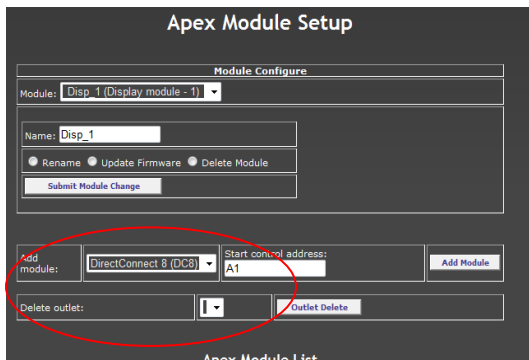 Apex Module Setup
Module Configure
Module: Disp_1 (Display module - 1)
Name: Disp_1
Rename Update Firmware Delete Module
Submit Module Change
Add module: DirectConnect 8 (DC8) Start control address: A1 Add Module
Delete outlet: Outlet Delete
Apex Module List